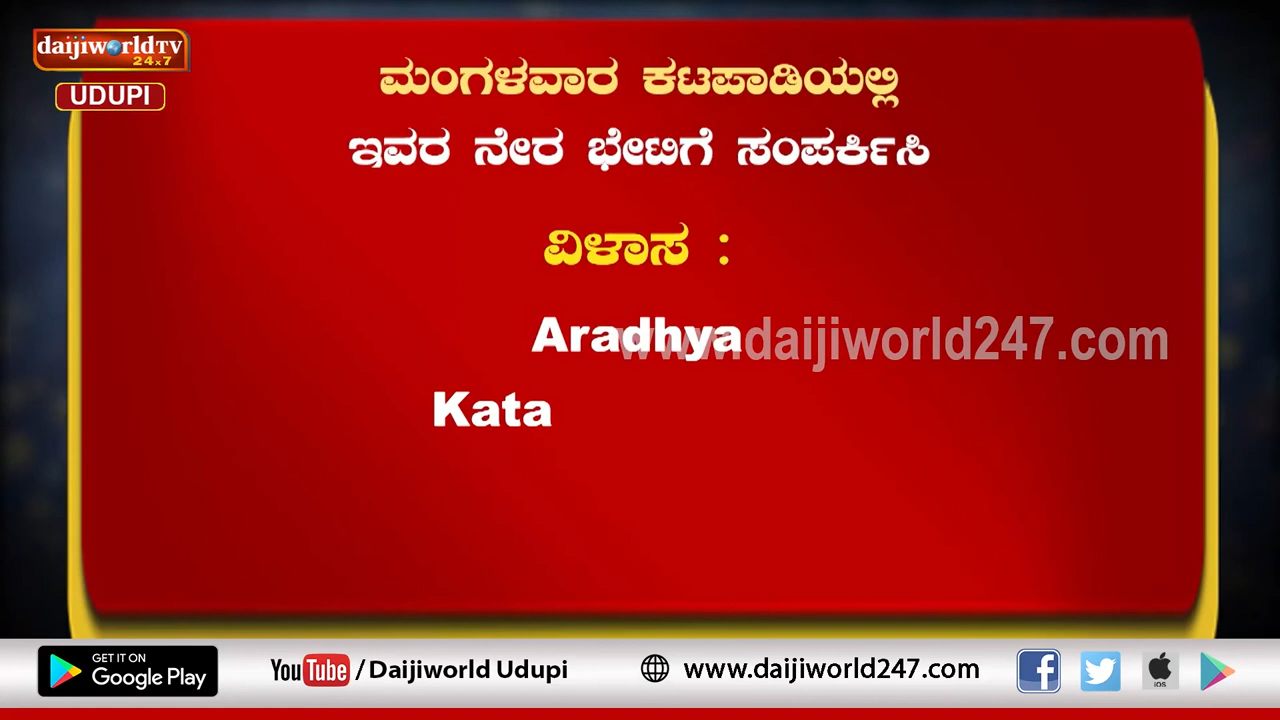 daijiworldTV
24x7
UDUPI
ಮಂಗಳವಾರ ಕಟಪಾಡಿಯಲ್ಲಿ
ಇವರ ನೇರ ಭೇಟಿಗೆ ಸಂಪರ್ಕಿಸಿ
ವಿಳಾಸ :
Aradhya
www.daijiworld247.com
Kata
GET IT ON
Google Play
YouTube / Daijiworld Udupi
www.daijiworld247.com
iOS